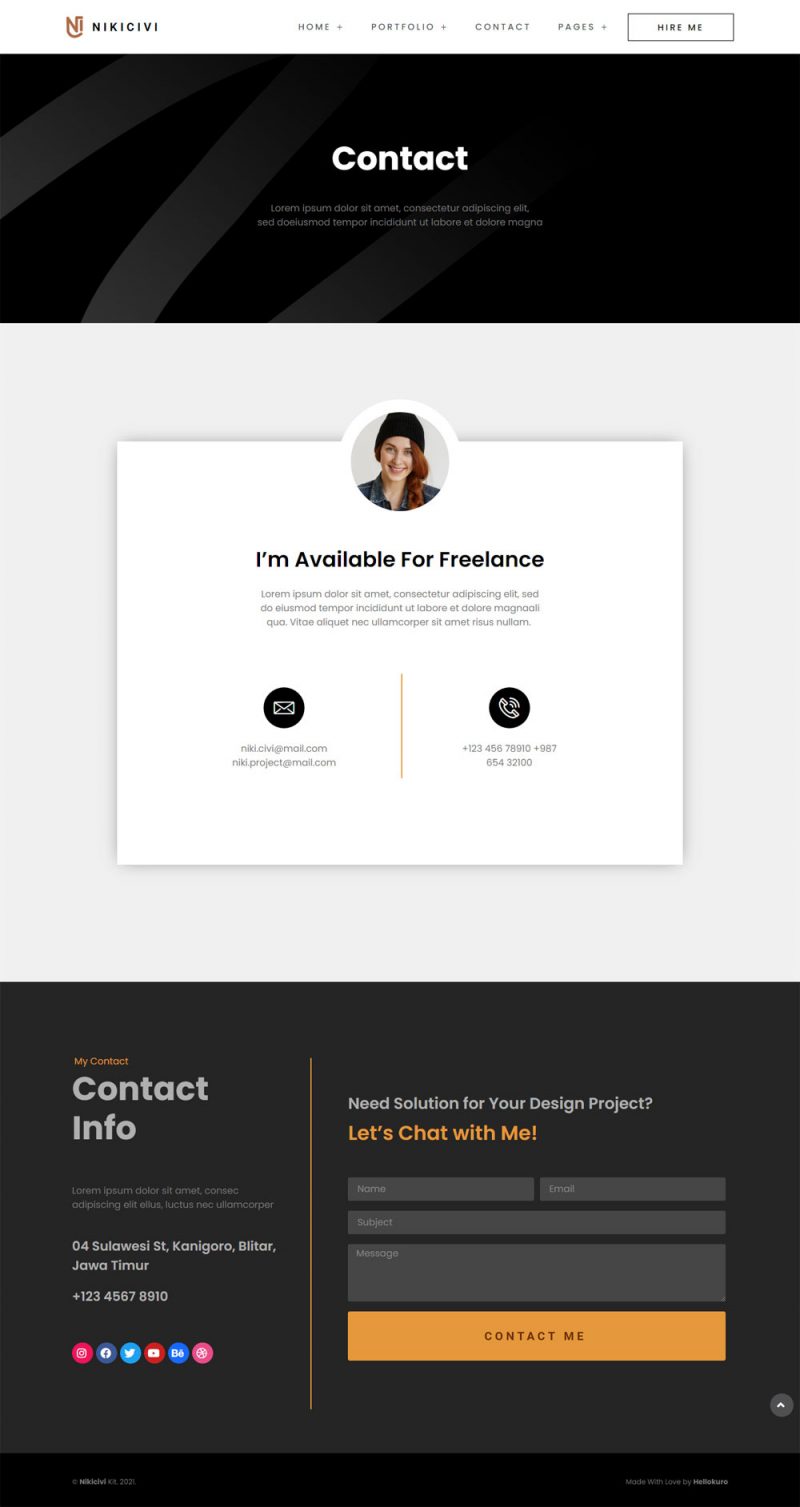 NIKICIVI
HOME +
PORTFOLIO +
CONTACT
PAGES +
HIRE ME
Contact
Lorem ipsum dolor sit amet, consectetur adipiscing elit,
sed doeiusmod tempor incididunt ut labore et dolore magna
I'm Available For Freelance
Lorem ipsum dolor sit amet, consectetur adipiscing elit, sed
do eiusmod tempor incididunt ut labore et dolore magnaali
qua. Vitae aliquet nec ullamcorper sit amet risus nullam.
niki.civi@mail.com
niki.project@mail.com
+123 456 78910 +987
654 32100
My Contact
Contact
Info
Lorem ipsum dolor sit amet, consec
adipiscing elit ellus, luctus nec ullamcorper
04 Sulawesi St, Kanigoro, Blitar,
Jawa Timur
+123 4567 8910
Bē
Need Solution for Your Design Project?
Let's Chat with Me!
Name
Email
Subject
Message
CONTACT ME
© Nikicivi Kit. 2021.
Made With Love by Hellokuro